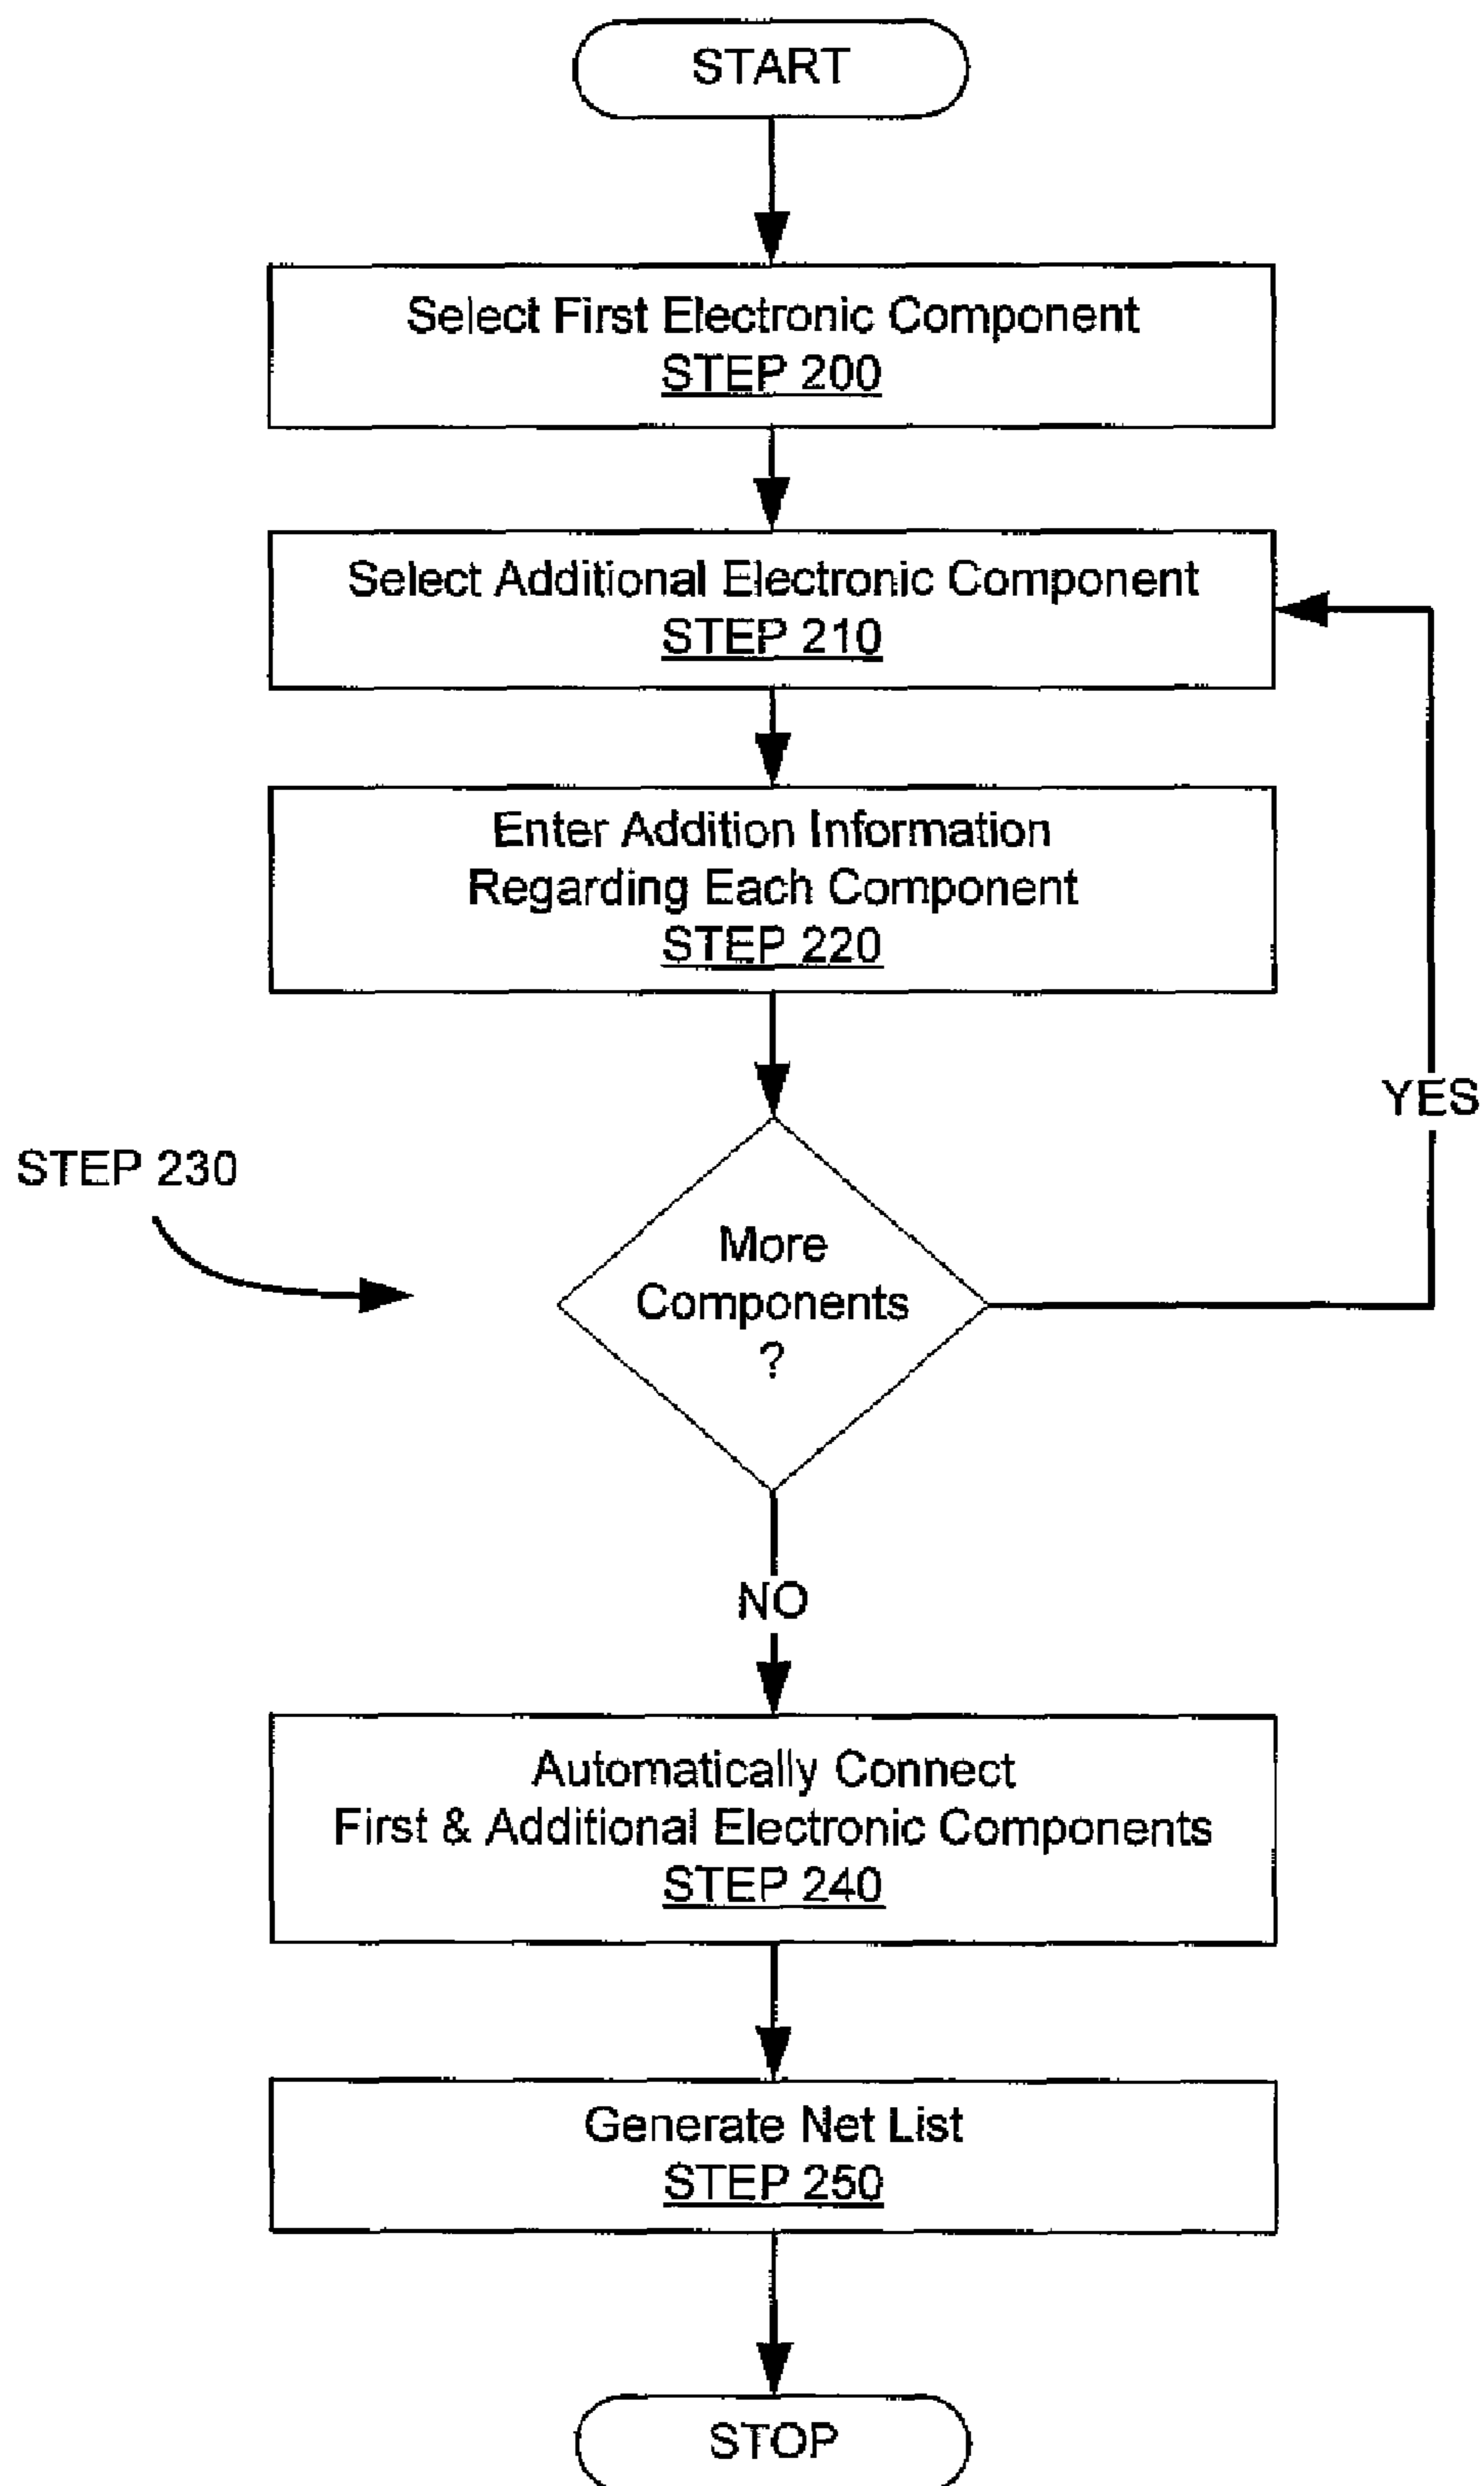 START
Select First Electronic Component
STEP 200
Select Additional Electronic Component
STEP 210
Enter Addition Information
Regarding Each Component
STEP 220
YES
STEP 230
More
Components
?
NO
Automatically Connect
First & Additional Electronic Components
STEP 240
Generate Net List
STEP 250
STOP